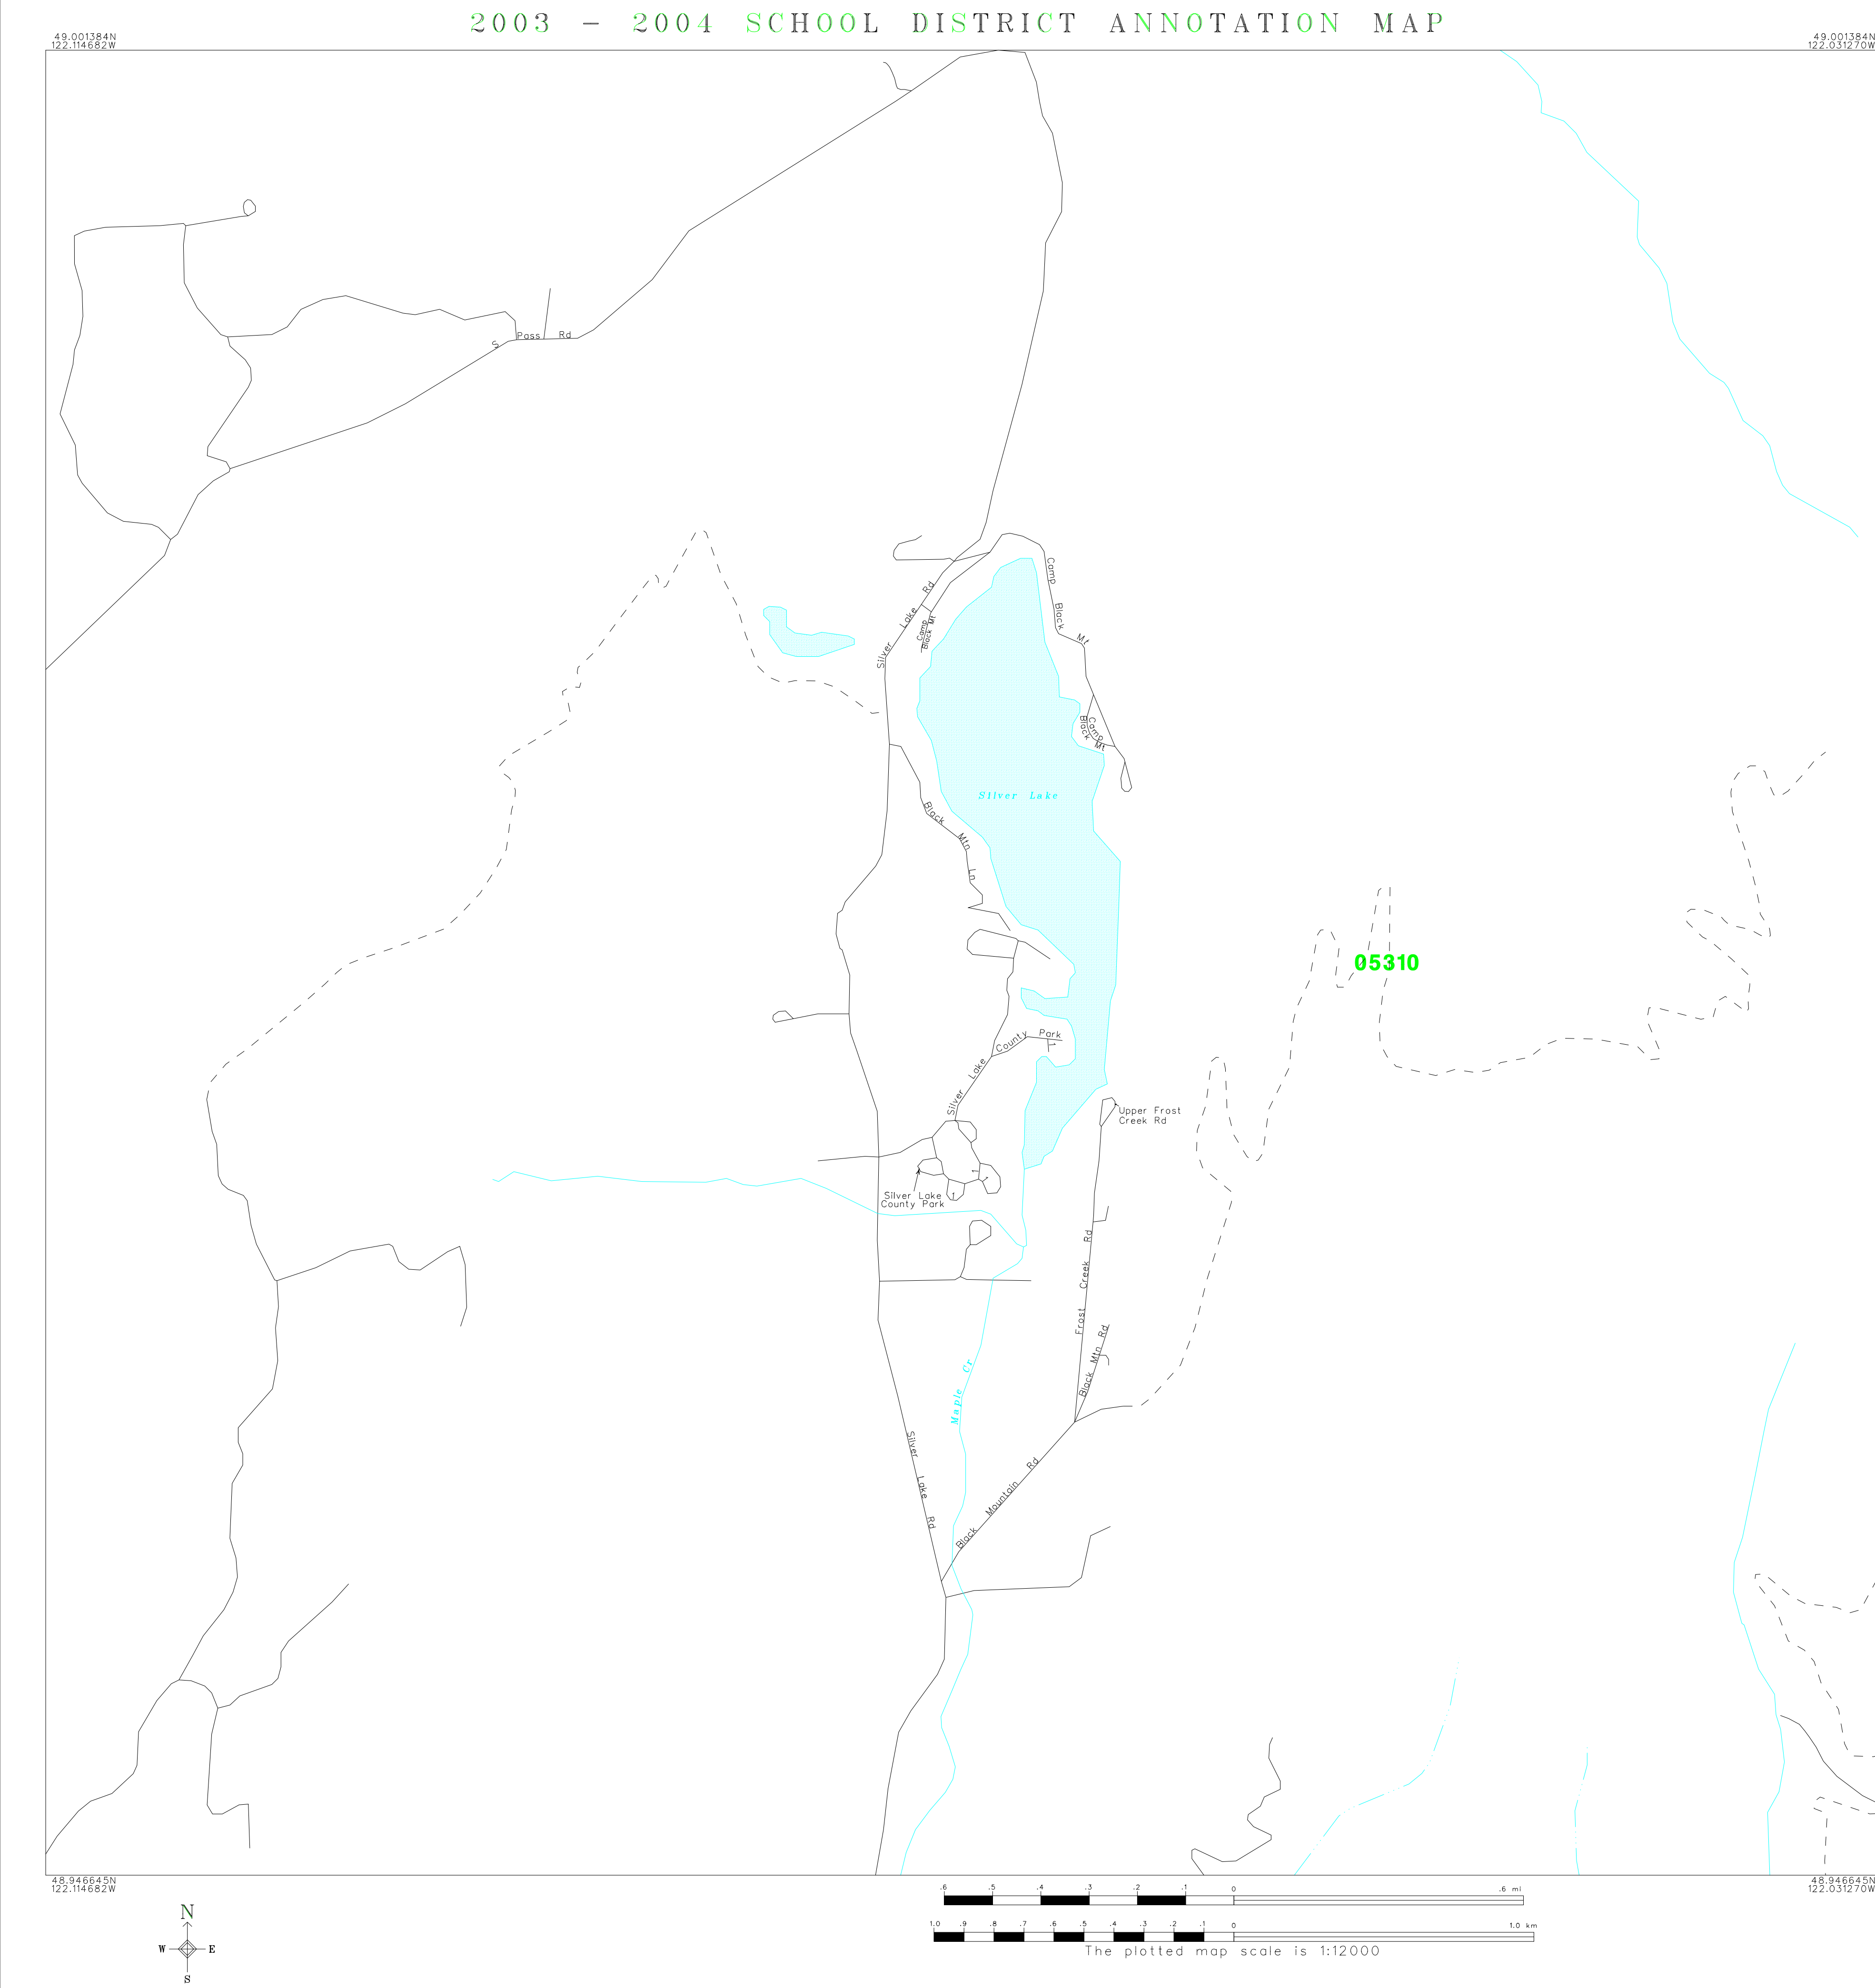 2003 - 2004 SCHOOL DISTRICT ANNOTATION MAP
49.001384N
122.114682W
49.001384N
122.031270W
S Pass Rd
Silver Lake Rd
Camp
Black Mt
Camp Black Mt
Camp
Black Mt
Silver Lake
Black Mtn Ln
05310
Silver Lake County Park
1
Upper Frost
Creek Rd
1
1
1
Silver Lake
County Park
Frost Creek Rd
Black Mtn Rd
Maple Cr
Silver Lake Rd
Black Mountain Rd
48.946645N
122.114682W
48.946645N
122.031270W
.6 .5 .4 .3 .2 .1 0 .6 mi
1.0 .9 .8 .7 .6 .5 .4 .3 .2 .1 0 1.0 km
The plotted map scale is 1:12000
N
W E
S